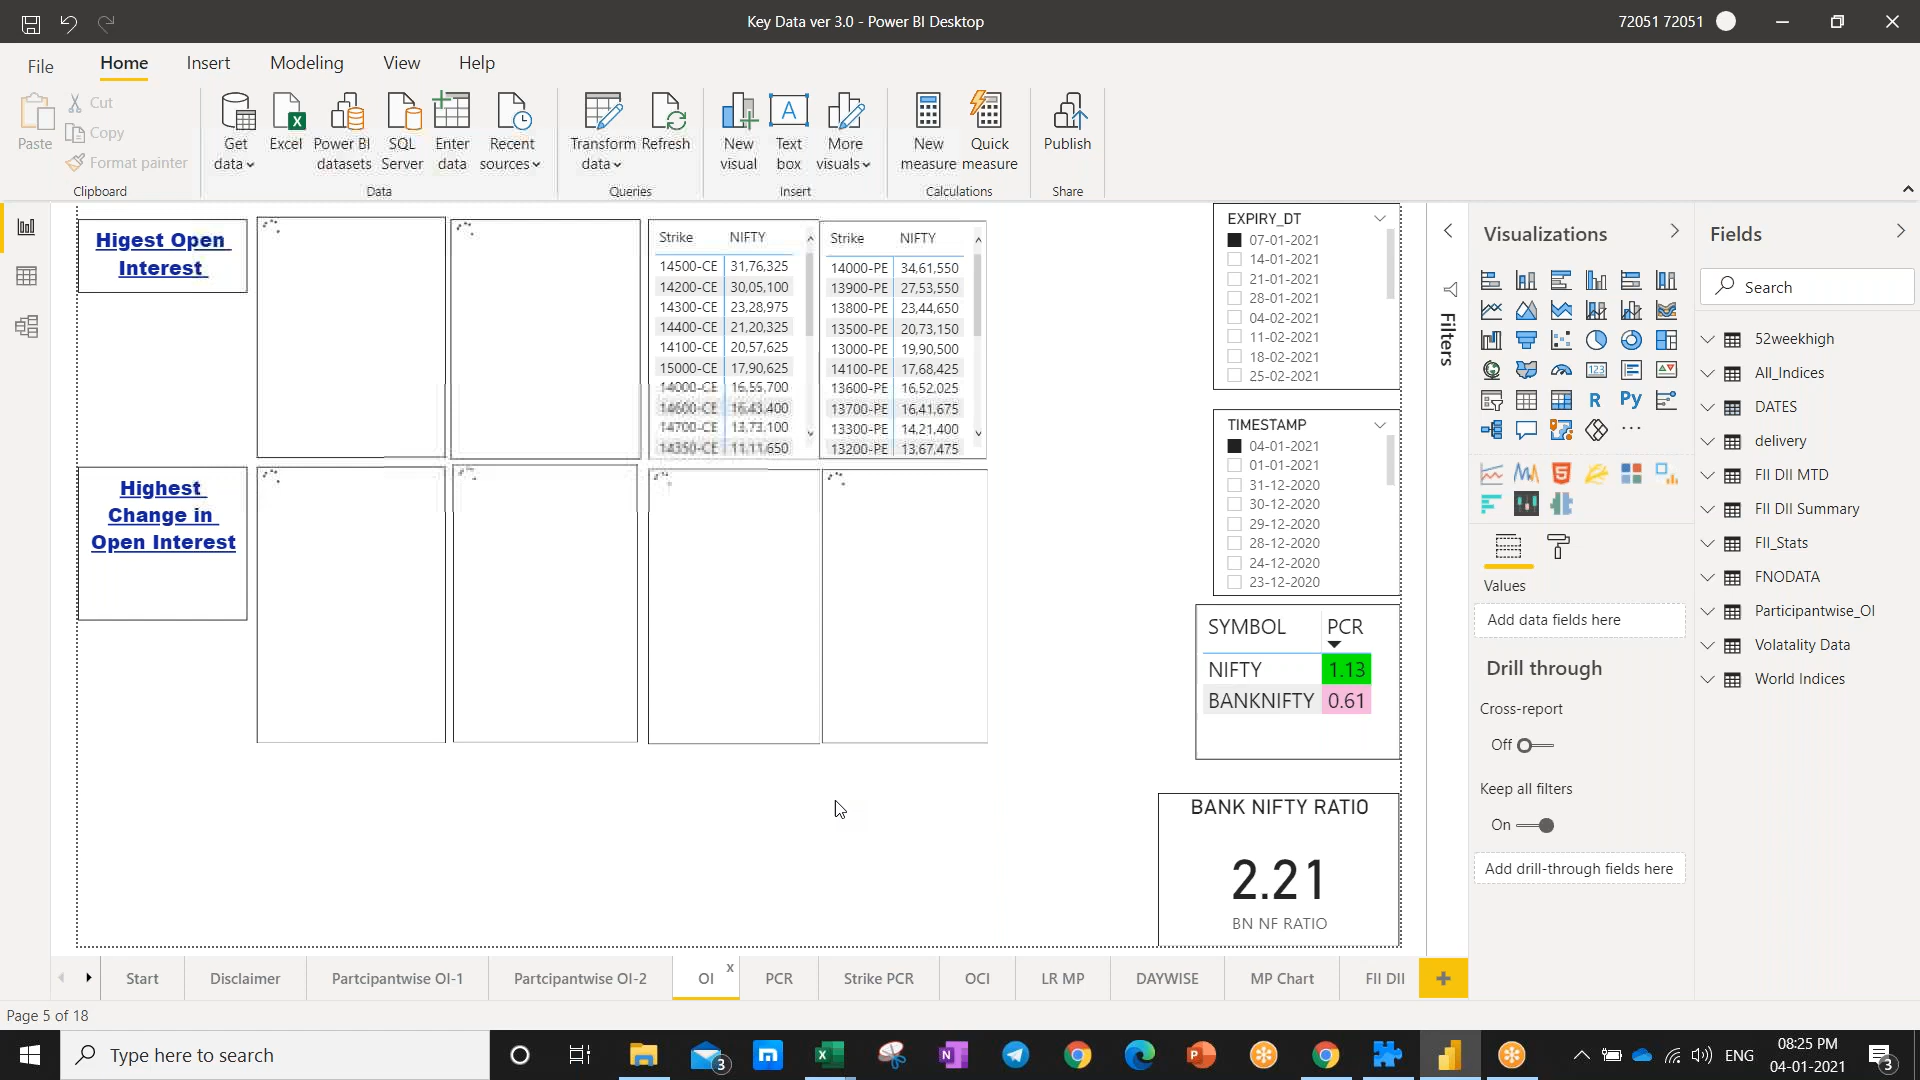 Key Data ver 3.0 - Power BI Desktop
72051 72051
File
Home
Insert
Modeling
View
Help
Paste
Cut
Copy
Format painter
Clipboard
Get data
Excel
Power BI datasets
SQL Server
Enter data
Recent sources
Data
Transform data
Refresh
Queries
New visual
Text box
More visuals
Insert
New measure
Quick measure
Calculations
Publish
Share
Higest Open
Interest
Strike NIFTY
14500-CE 31,76,325
14200-CE 30,05,100
14300-CE 23,28,975
14400-CE 21,20,325
14100-CE 20,57,625
15000-CE 17,90,625
14000-CE 16,55,700
14600-CE 16,43,400
14700-CE 13,73,100
14350-CE 11,11,650
Strike NIFTY
14000-PE 34,61,550
13900-PE 27,53,550
13800-PE 23,44,650
13500-PE 20,73,150
13000-PE 19,90,500
14100-PE 17,68,425
13600-PE 16,52,025
13700-PE 16,41,675
13300-PE 14,21,400
13200-PE 13,67,475
Highest
Change in
Open Interest
EXPIRY_DT
07-01-2021
14-01-2021
21-01-2021
28-01-2021
04-02-2021
11-02-2021
18-02-2021
25-02-2021
TIMESTAMP
04-01-2021
01-01-2021
31-12-2020
30-12-2020
29-12-2020
28-12-2020
24-12-2020
23-12-2020
SYMBOL PCR
NIFTY 1.13
BANKNIFTY 0.61
BANK NIFTY RATIO
2.21
BN NF RATIO
Filters
Visualizations
R
Py
123
Values
Add data fields here
Drill through
Cross-report
Off
Keep all filters
On
Add drill-through fields here
Fields
Search
52weekhigh
All_Indices
DATES
delivery
FII DII MTD
FII DII Summary
FII_Stats
FNODATA
Participantwise_OI
Volatality Data
World Indices
Start
Disclaimer
Partcipantwise OI-1
Partcipantwise OI-2
OI
x
PCR
Strike PCR
OCI
LR MP
DAYWISE
MP Chart
FII DII
+
Page 5 of 18
Type here to search
3
ENG
08:25 PM
04-01-2021
3